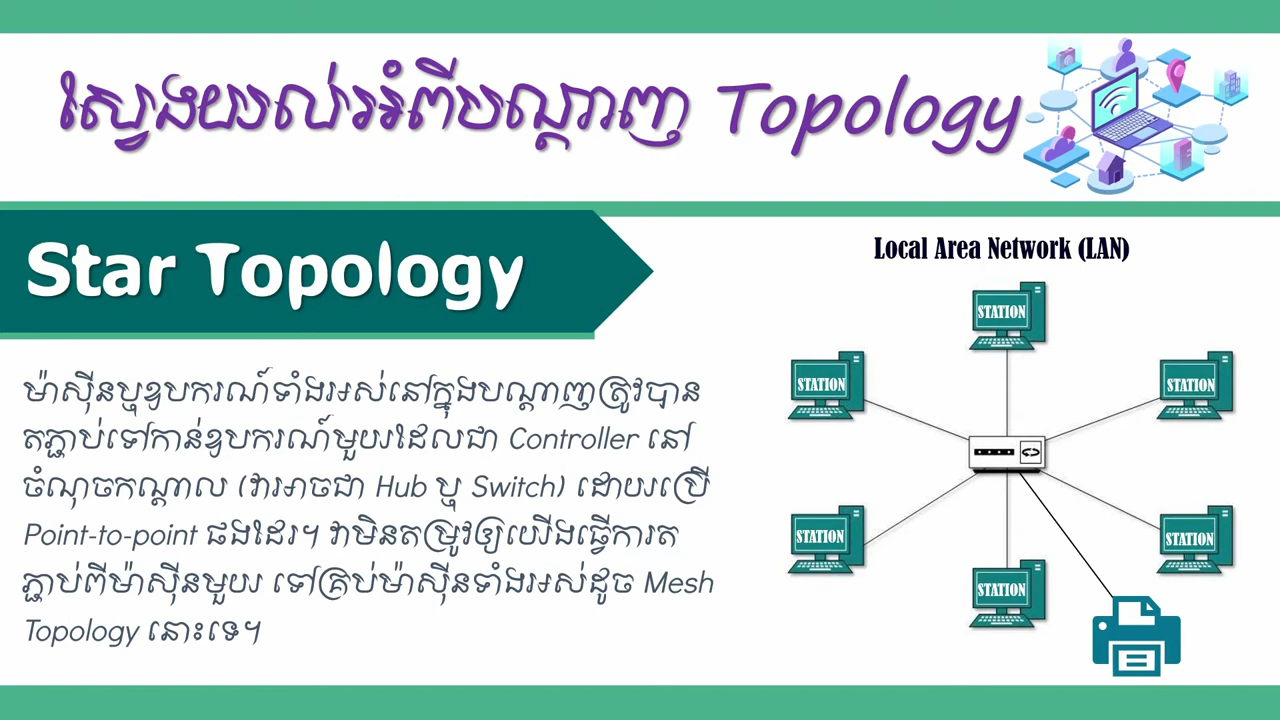 ស្វែងយល់អំពីបណ្តាញ Topology
Star Topology
ម៉ាស៊ីនឬឧបករណ៍ទាំងអស់នៅក្នុងបណ្តាញត្រូវបាន
តភ្ជាប់ទៅកាន់ឧបករណ៍មួយដែលជា Controller នៅ
ចំណុចកណ្តាល (វាអាចជា Hub ឬ Switch) ដោយប្រើ
Point-to-point ផងដែរ។ វាមិនតម្រូវឲ្យយើងធ្វើការត
ភ្ជាប់ពីម៉ាស៊ីនមួយ ទៅគ្រប់ម៉ាស៊ីនទាំងអស់ដូច Mesh
Topology នោះទេ។
Local Area Network (LAN)
STATION
STATION
STATION
STATION
STATION
STATION